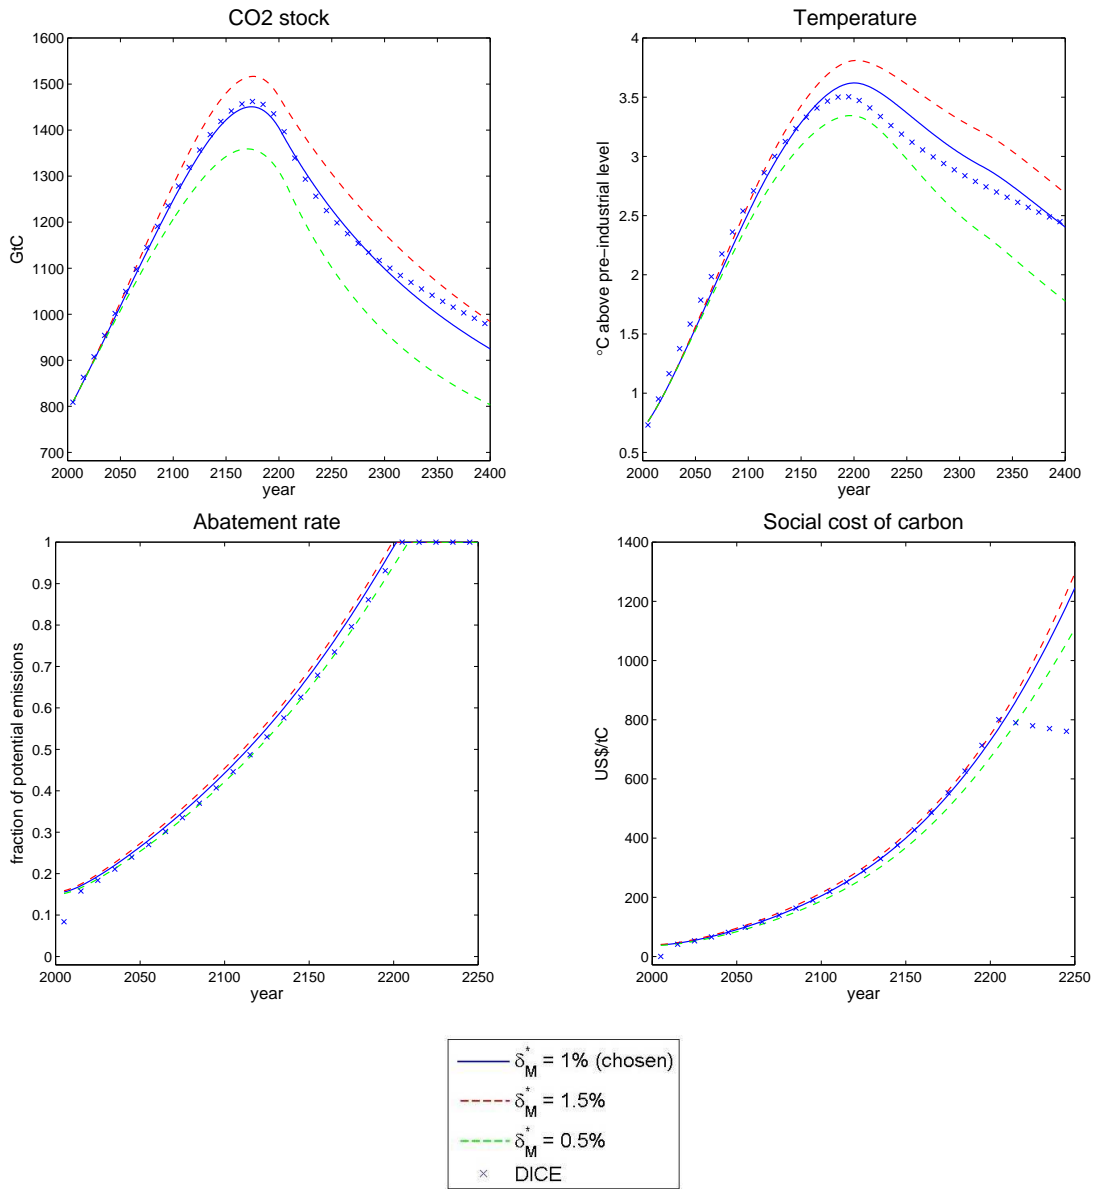 CO2 stock
GtC
1600
1500
1400
1300
1200
1100
1000
900
800
700
2000 2050 2100 2150 2200 2250 2300 2350 2400
year
Temperature
°C above pre−industrial level
4
3.5
3
2.5
2
1.5
1
0.5
2000 2050 2100 2150 2200 2250 2300 2350 2400
year
Abatement rate
fraction of potential emissions
1
0.9
0.8
0.7
0.6
0.5
0.4
0.3
0.2
0.1
0
2000 2050 2100 2150 2200 2250
year
Social cost of carbon
US$/tC
1400
1200
1000
800
600
400
200
0
2000 2050 2100 2150 2200 2250
year
δ*M = 1% (chosen)
δ*M = 1.5%
δ*M = 0.5%
DICE